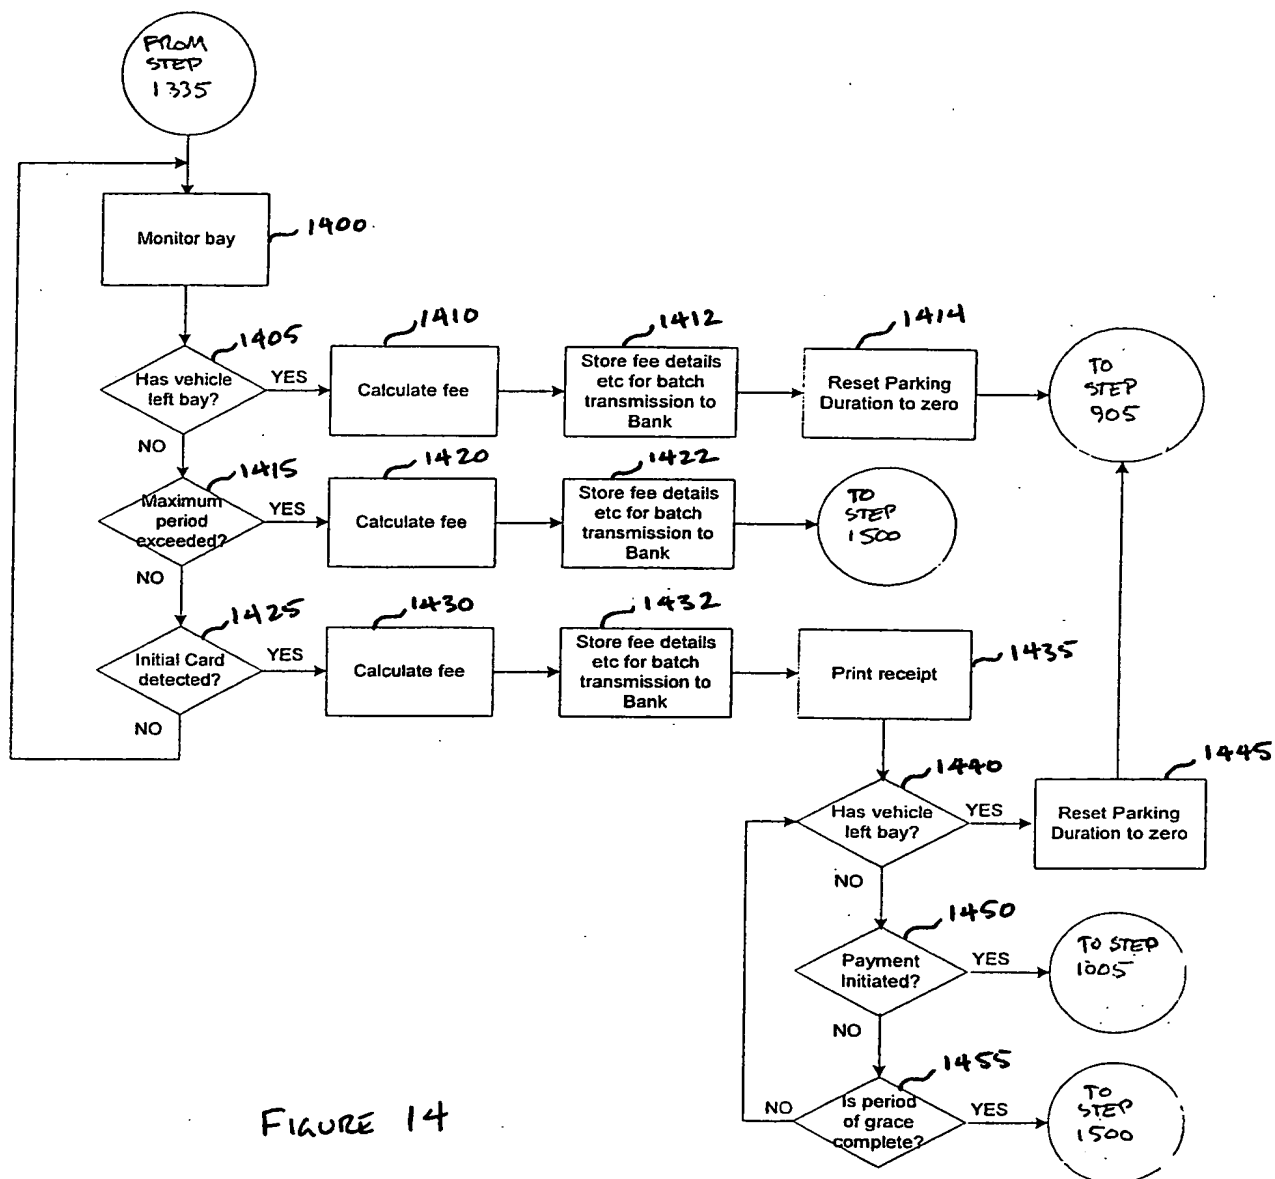 FROM
STEP
1335
Monitor bay
1400
1405
Has vehicle
left bay?
YES
NO
1410
Calculate fee
1412
Store fee details
etc for batch
transmission to
Bank
1414
Reset Parking
Duration to zero
TO
STEP
905
1415
Maximum
period
exceeded?
YES
NO
1420
Calculate fee
1422
Store fee details
etc for batch
transmission to
Bank
TO
STEP
1500
1425
Initial Card
detected?
YES
NO
1430
Calculate fee
1432
Store fee details
etc for batch
transmission to
Bank
1435
Print receipt
1440
Has vehicle
left bay?
YES
NO
1445
Reset Parking
Duration to zero
1450
Payment
Initiated?
YES
NO
TO STEP
1005
1455
Is period
of grace
complete?
NO
YES
TO
STEP
1500
FIGURE 14